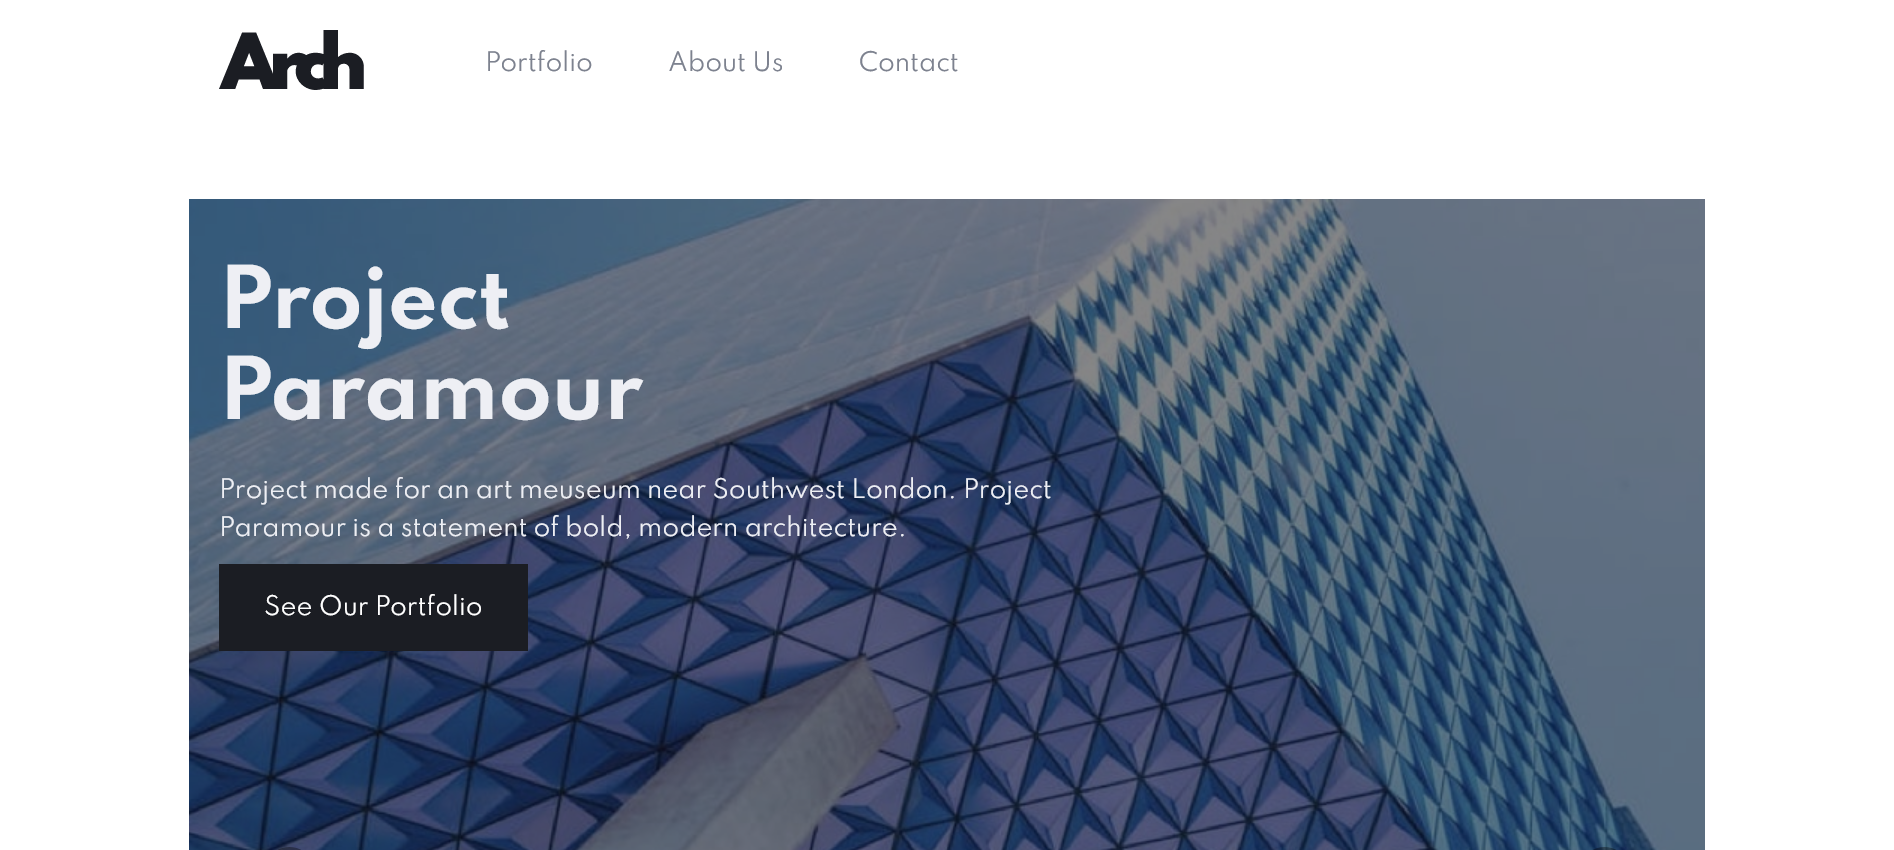 Arch
Portfolio
About Us
Contact
Project
Paramour
Project made for an art meuseum near Southwest London. Project
Paramour is a statement of bold, modern architecture.
See Our Portfolio